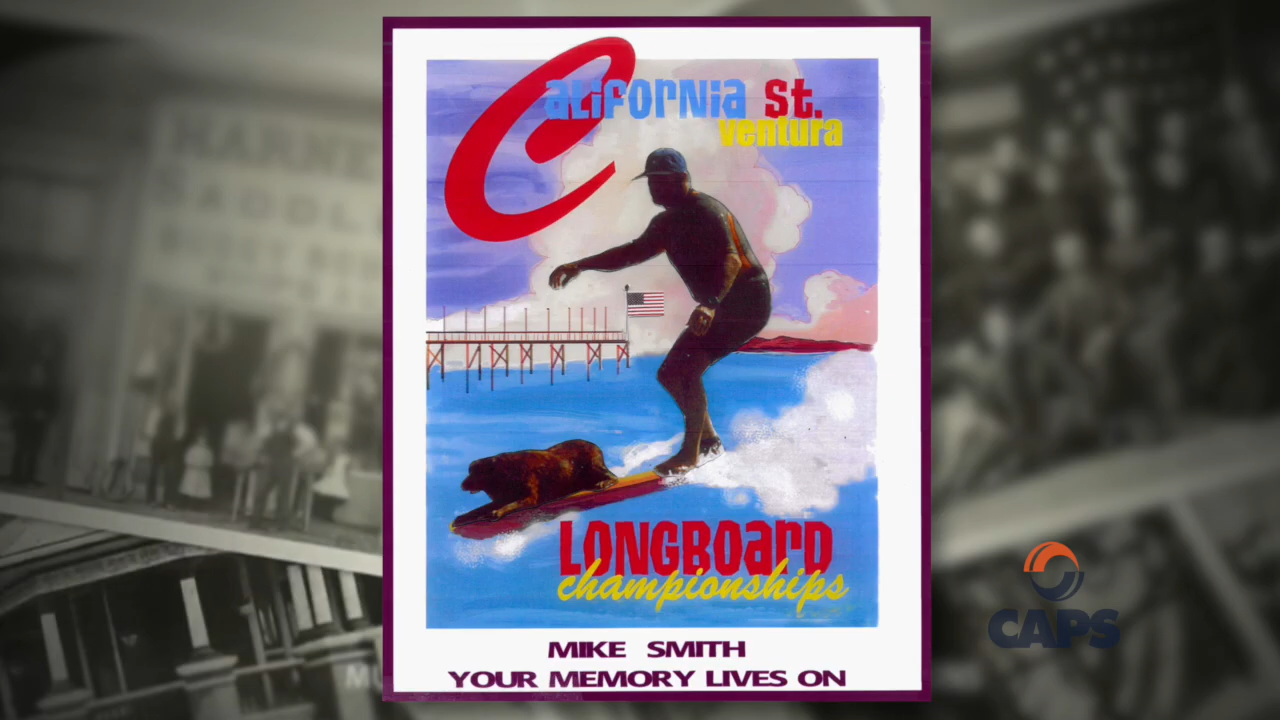 CALIFORNIA St.
ventura
LONGBOARD
championships
MIKE SMITH
YOUR MEMORY LIVES ON
CAPS